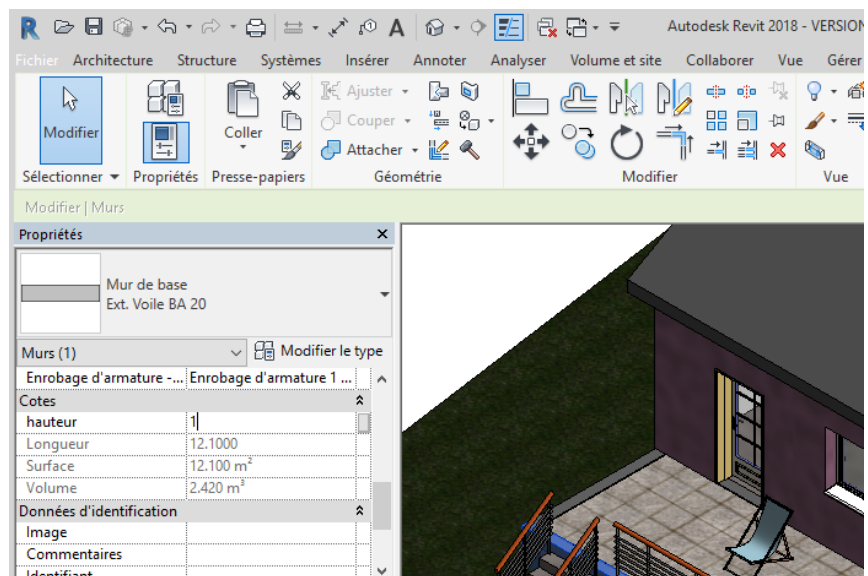 R A Autodesk Revit 2018 - VERSION
Fichier Architecture Structure Systèmes Insérer Annoter Analyser Volume et site Collaborer Vue Gérer
Modifier
Coller
Ajuster
Couper
Attacher
Sélectionner Propriétés Presse-papiers Géométrie Modifier Vue
Modifier | Murs
Propriétés
Mur de base
Ext. Voile BA 20
Murs (1) Modifier le type
Enrobage d'armature -... Enrobage d'armature 1 ...
Cotes
hauteur 1
Longueur 12.1000
Surface 12.100 m²
Volume 2.420 m³
Données d'identification
Image
Commentaires
Identifiant